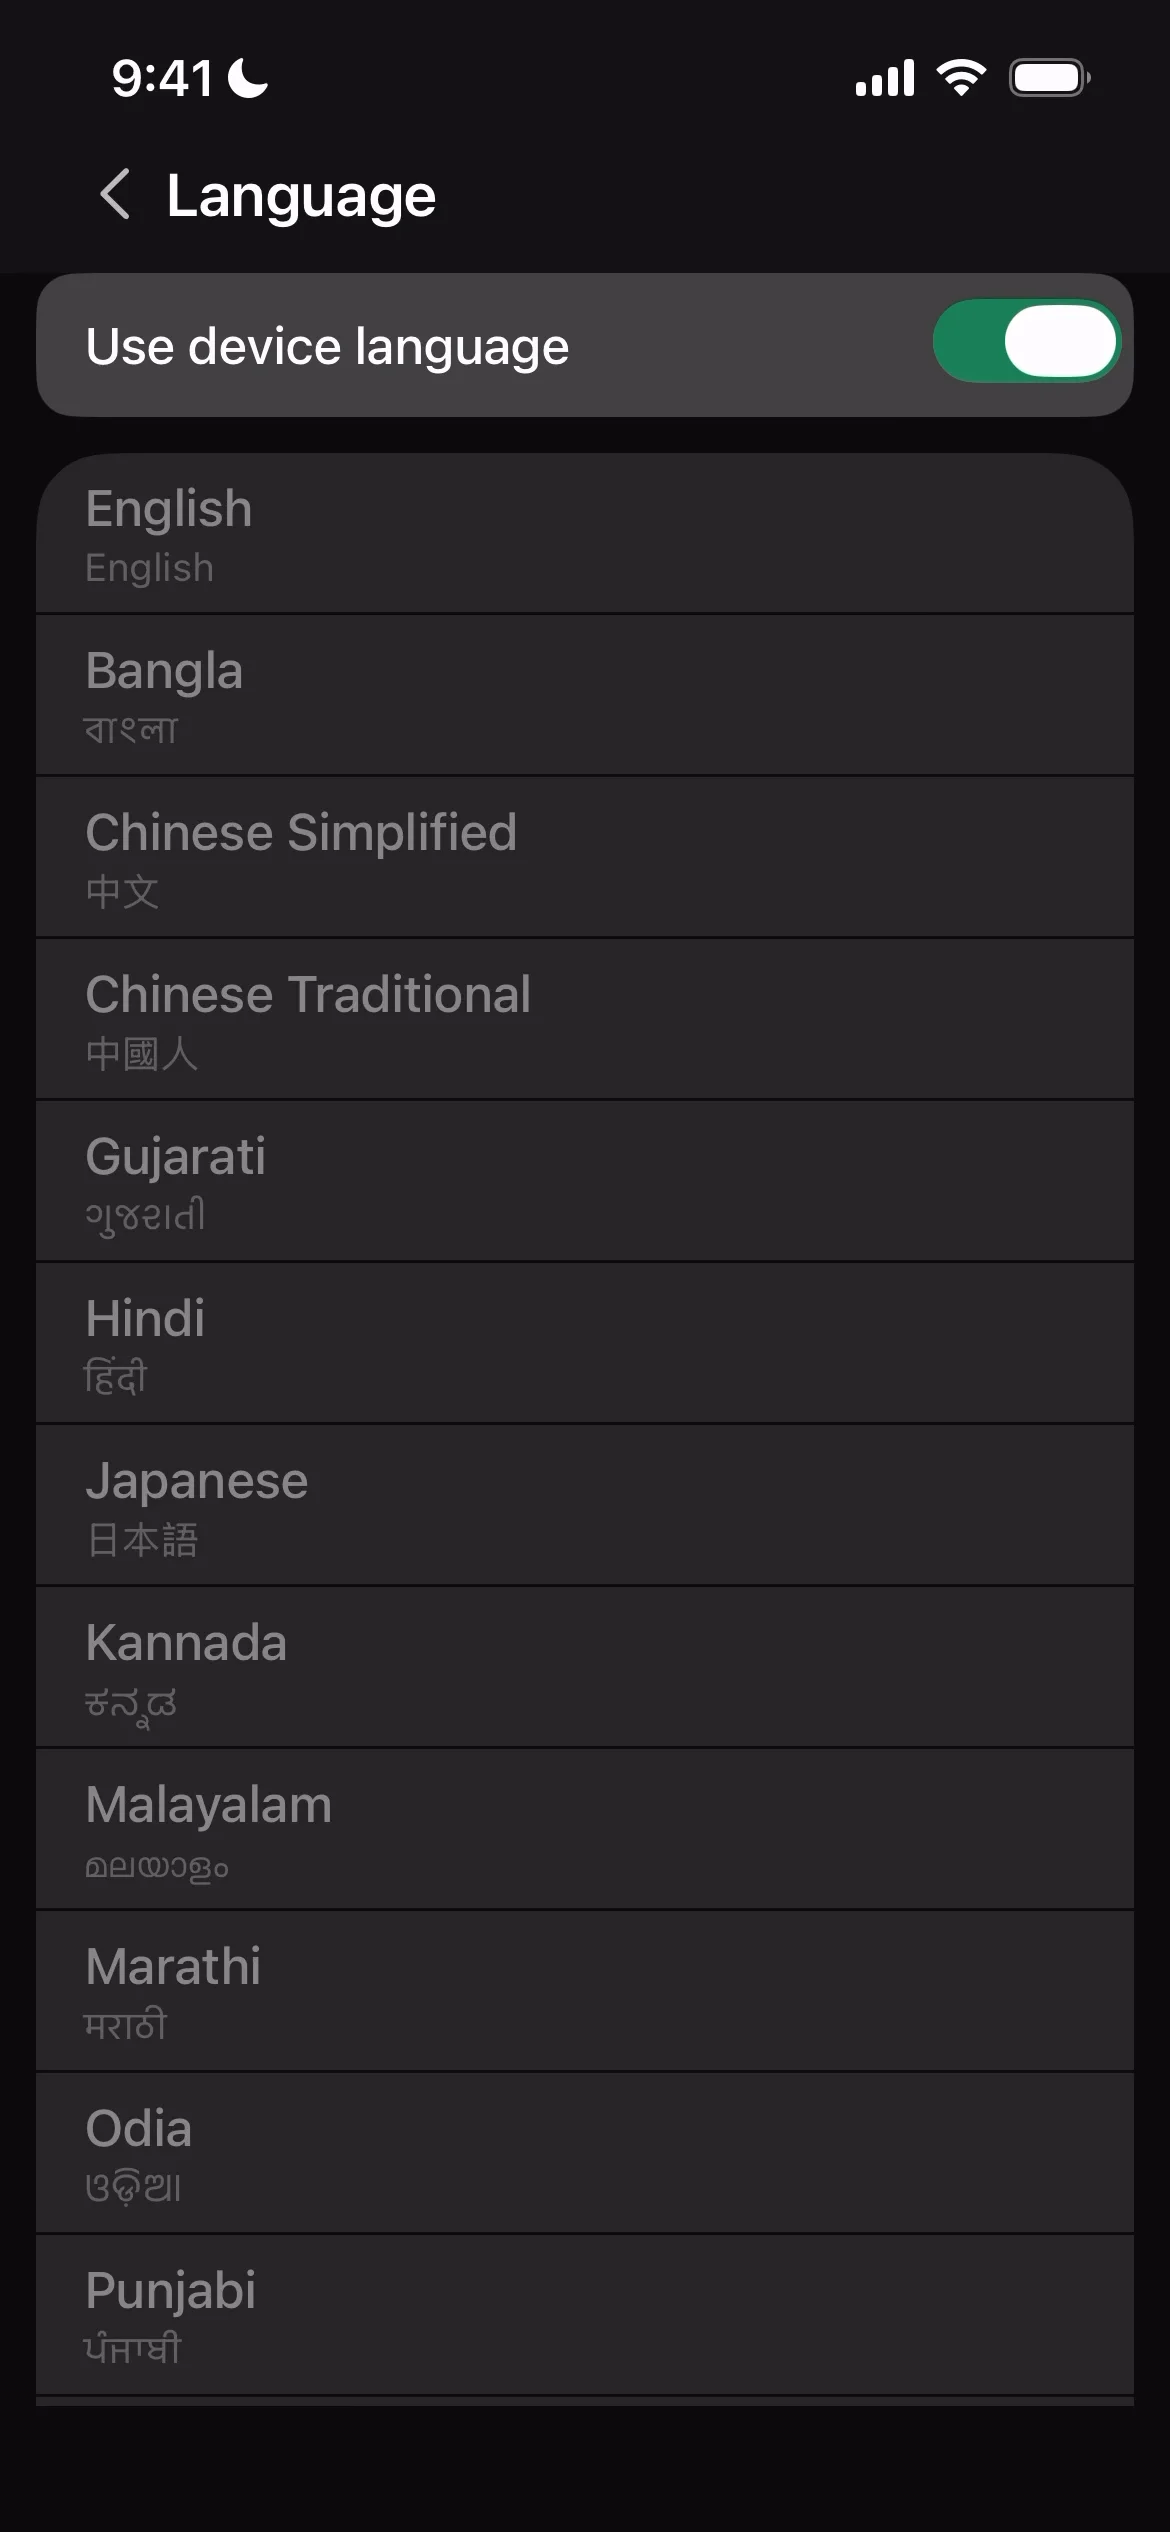 9:41
Language
Use device language
English
English
Bangla
বাংলা
Chinese Simplified
中文
Chinese Traditional
中國人
Gujarati
ગુજરાતી
Hindi
हिंदी
Japanese
日本語
Kannada
ಕನ್ನಡ
Malayalam
മലയാളം
Marathi
मराठी
Odia
ଓଡ଼ିଆ
Punjabi
ਪੰਜਾਬੀ